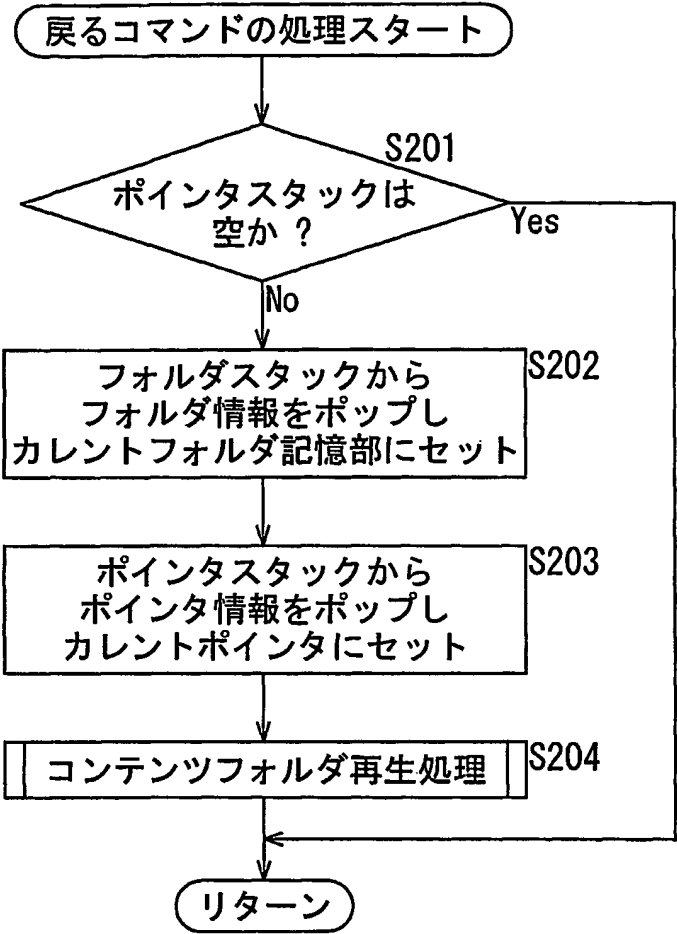 戻るコマンドの処理スタート
S201
ポインタスタックは
空か ?
Yes
No
S202
フォルダスタックから
フォルダ情報をポップし
カレントフォルダ記憶部にセット
S203
ポインタスタックから
ポインタ情報をポップし
カレントポインタにセット
S204
コンテンツフォルダ再生処理
リターン